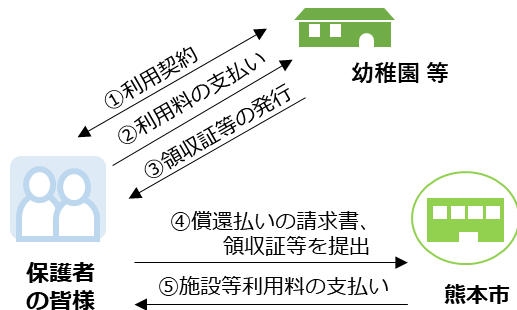 ①利用契約
②利用料の支払い
③領収証等の発行
幼稚園 等
④償還払いの請求書、
領収証等を提出
⑤施設等利用料の支払い
保護者
の皆様
熊本市